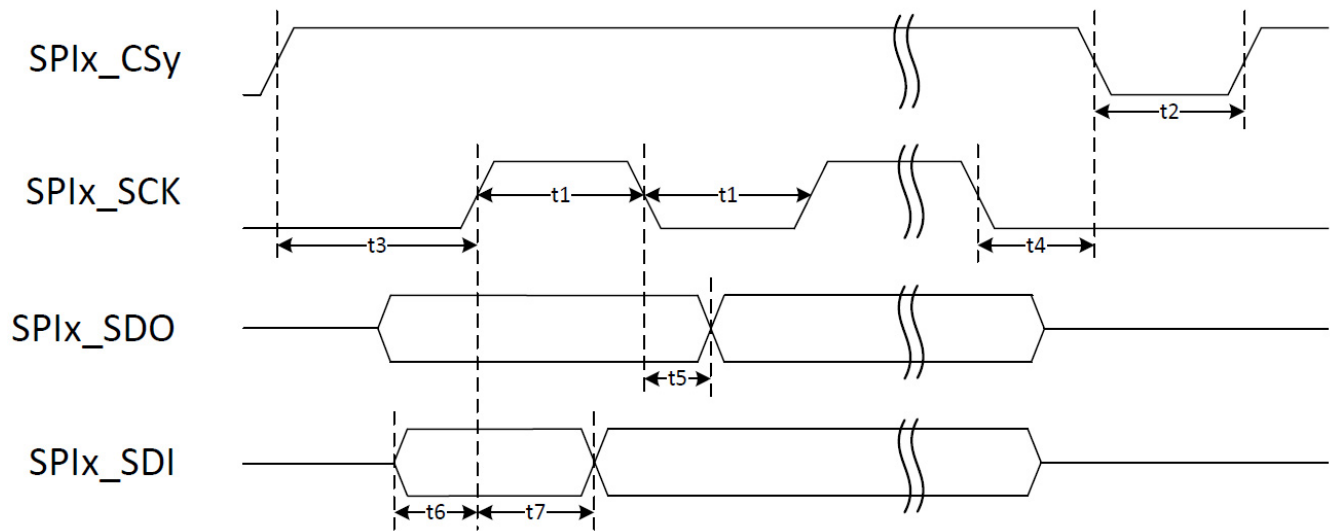 SPIx_CSy
t2
SPIx_SCK
t1 t1
t3 t4
SPIx_SDO
t5
SPIx_SDI
t6 t7